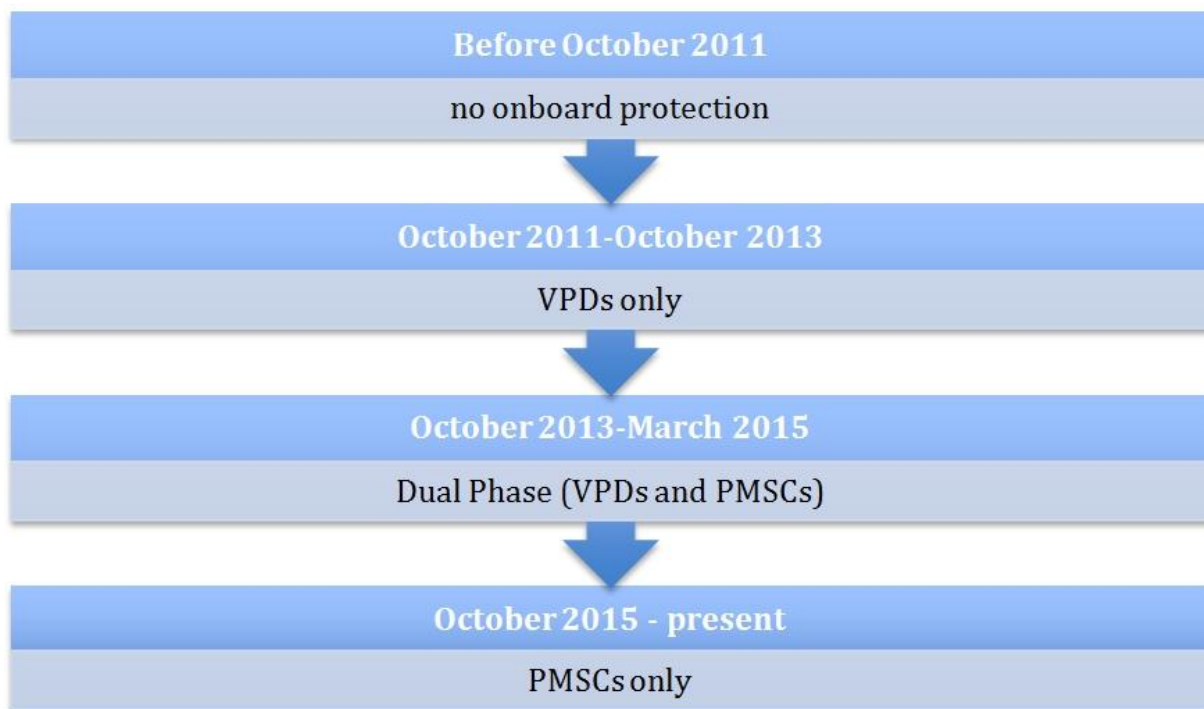 Before October 2011
no onboard protection
October 2011-October 2013
VPDs only
October 2013-March 2015
Dual Phase (VPDs and PMSCs)
October 2015 - present
PMSCs only